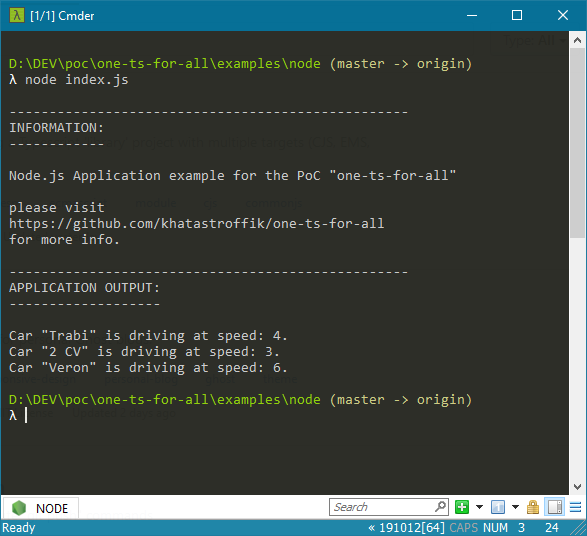 [1/1] Cmder
D:\DEV\poc\one-ts-for-all\examples\node (master -> origin)
λ node index.js
--------------------------------------------------
INFORMATION:
------------
Node.js Application example for the PoC "one-ts-for-all"
please visit
https://github.com/khatastroffik/one-ts-for-all
for more info.
--------------------------------------------------
APPLICATION OUTPUT:
-------------------
Car "Trabi" is driving at speed: 4.
Car "2 CV" is driving at speed: 3.
Car "Veron" is driving at speed: 6.
D:\DEV\poc\one-ts-for-all\examples\node (master -> origin)
λ
NODE
Search
Ready
« 191012[64] CAPS NUM 3 24